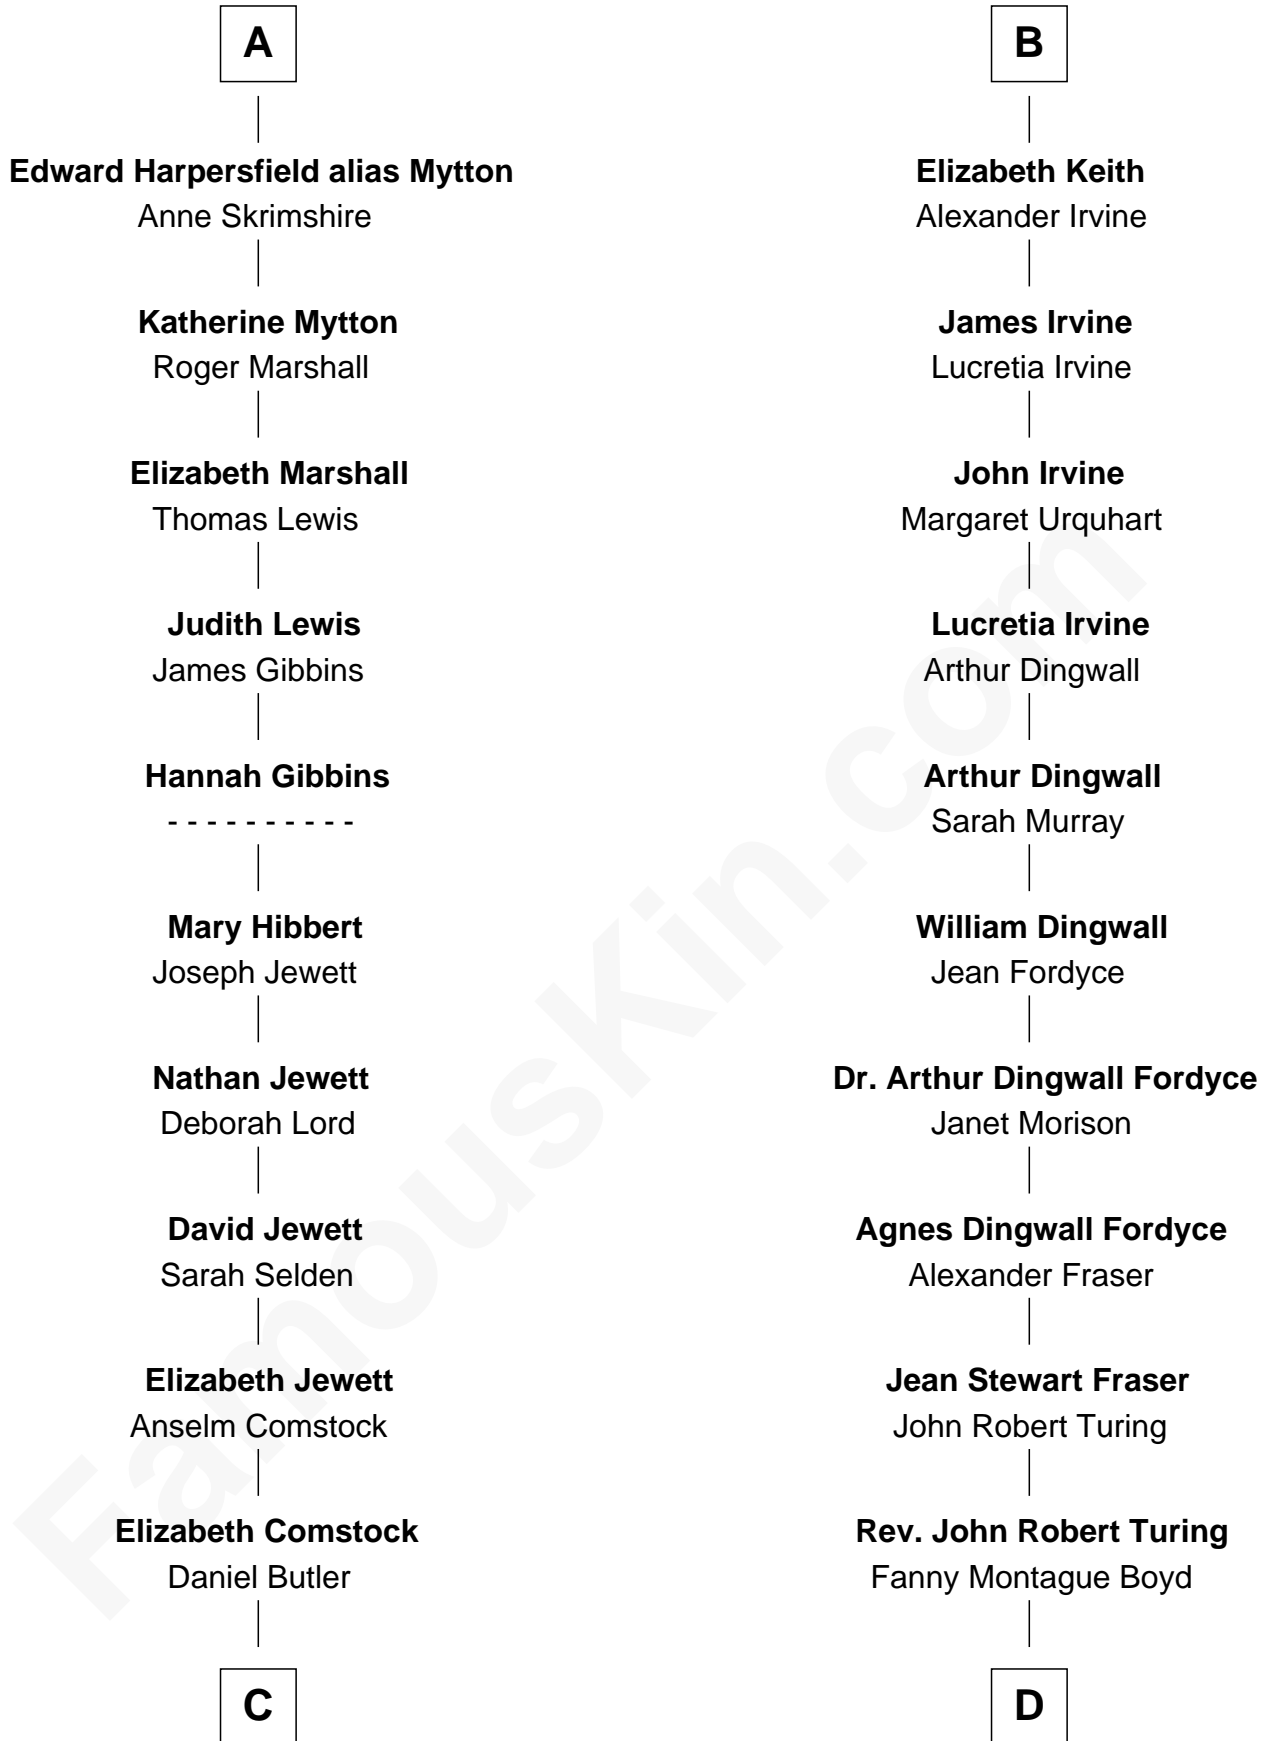 A
Edward Harpersfield alias Mytton
Anne Skrimshire
Katherine Mytton
Roger Marshall
Elizabeth Marshall
Thomas Lewis
Judith Lewis
James Gibbins
Hannah Gibbins
- - - - - - - - - -
Mary Hibbert
Joseph Jewett
Nathan Jewett
Deborah Lord
David Jewett
Sarah Selden
Elizabeth Jewett
Anselm Comstock
Elizabeth Comstock
Daniel Butler
C
B
Elizabeth Keith
Alexander Irvine
James Irvine
Lucretia Irvine
John Irvine
Margaret Urquhart
Lucretia Irvine
Arthur Dingwall
Arthur Dingwall
Sarah Murray
William Dingwall
Jean Fordyce
Dr. Arthur Dingwall Fordyce
Janet Morison
Agnes Dingwall Fordyce
Alexander Fraser
Jean Stewart Fraser
John Robert Turing
Rev. John Robert Turing
Fanny Montague Boyd
D
FamousKin.com